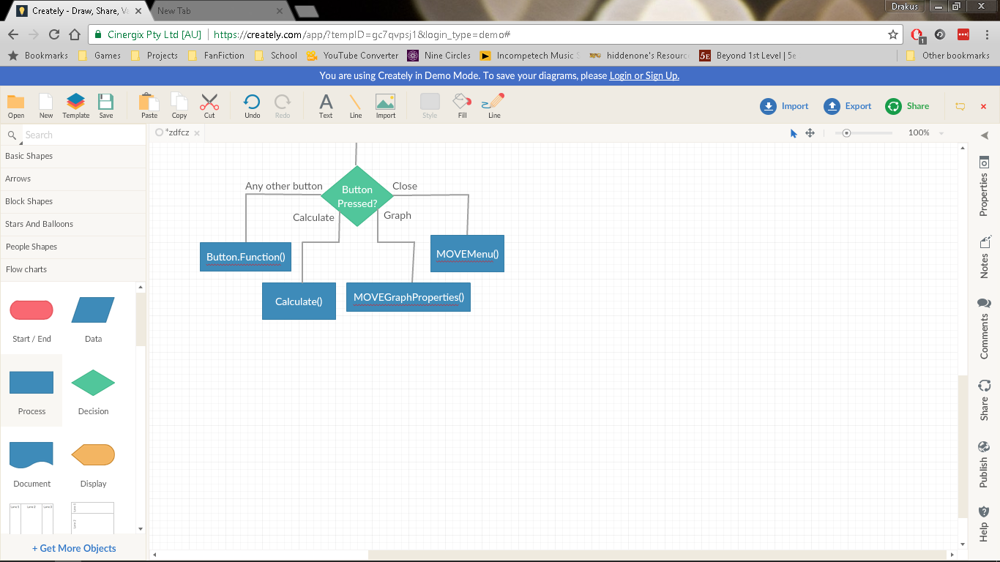 Drakus
Creately - Draw, Share, Va
New Tab
Cinergix Pty Ltd [AU]
https://creately.com/app/?tempID=gc7qvpsj1&login_type=demo#
1
Bookmarks
Games
Projects
FanFiction
School
YouTube Converter
Nine Circles
Incompetech Music S
hiddenone's Resourc
5E
Beyond 1st Level | 5e
Other bookmarks
You are using Creately in Demo Mode. To save your diagrams, please Login or Sign Up.
Open
New
Template
Save
Paste
Copy
Cut
Undo
Redo
Text
Line
Import
Style
Fill
Line
Import
Export
Share
Search
*zdfcz
100%
Basic Shapes
Arrows
Block Shapes
Stars And Balloons
People Shapes
Flow charts
Start / End
Data
Process
Decision
Document
Display
+ Get More Objects
Any other button
Button
Pressed?
Close
Calculate
Graph
Button.Function()
MOVEMenu()
Calculate()
MOVEGraphProperties()
Properties
Notes
Comments
Share
Publish
Help